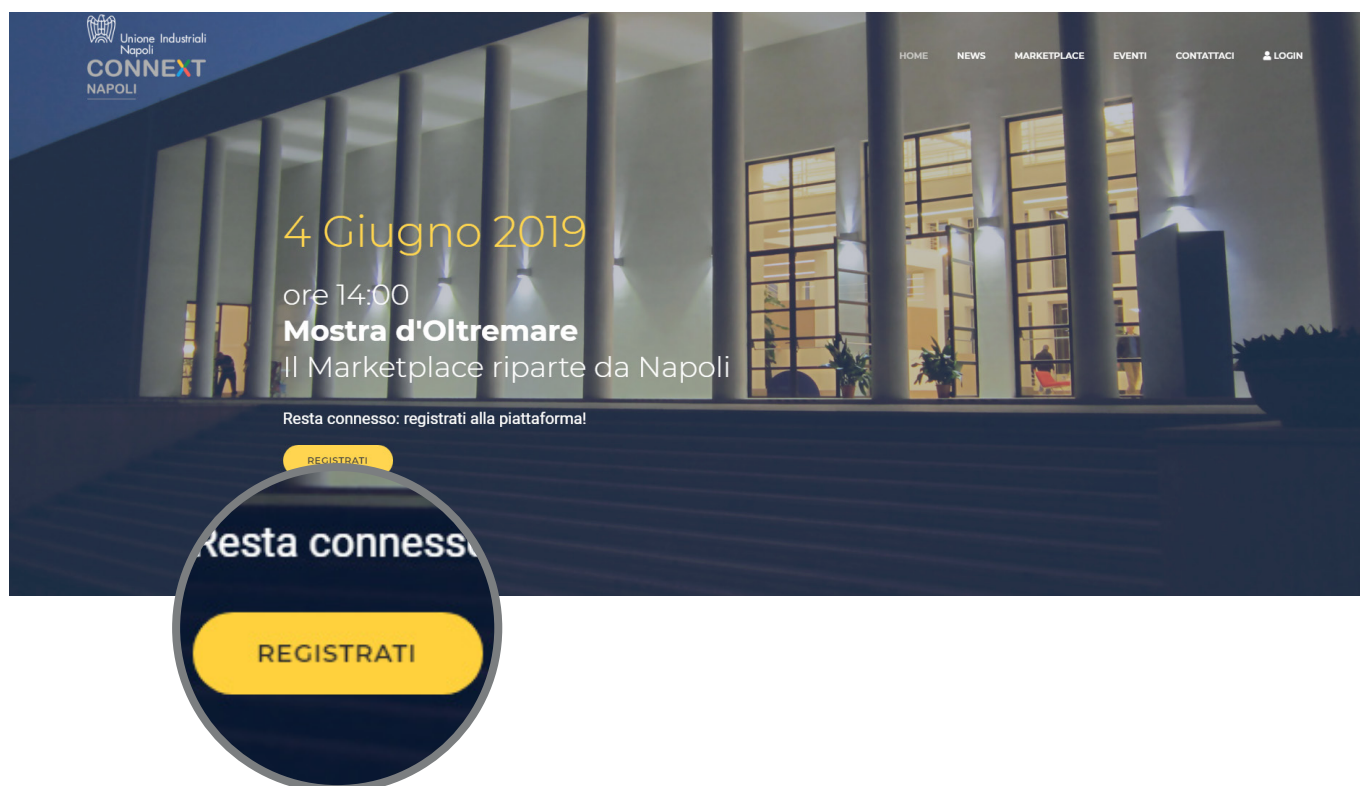 Unione Industriali
Napoli
CONNEXT
NAPOLI
HOME NEWS MARKETPLACE EVENTI CONTATTACI LOGIN
4 Giugno 2019
ore 14:00
Mostra d'Oltremare
Il Marketplace riparte da Napoli
Resta connesso: registrati alla piattaforma!
REGISTRATI
Resta connesso
REGISTRATI